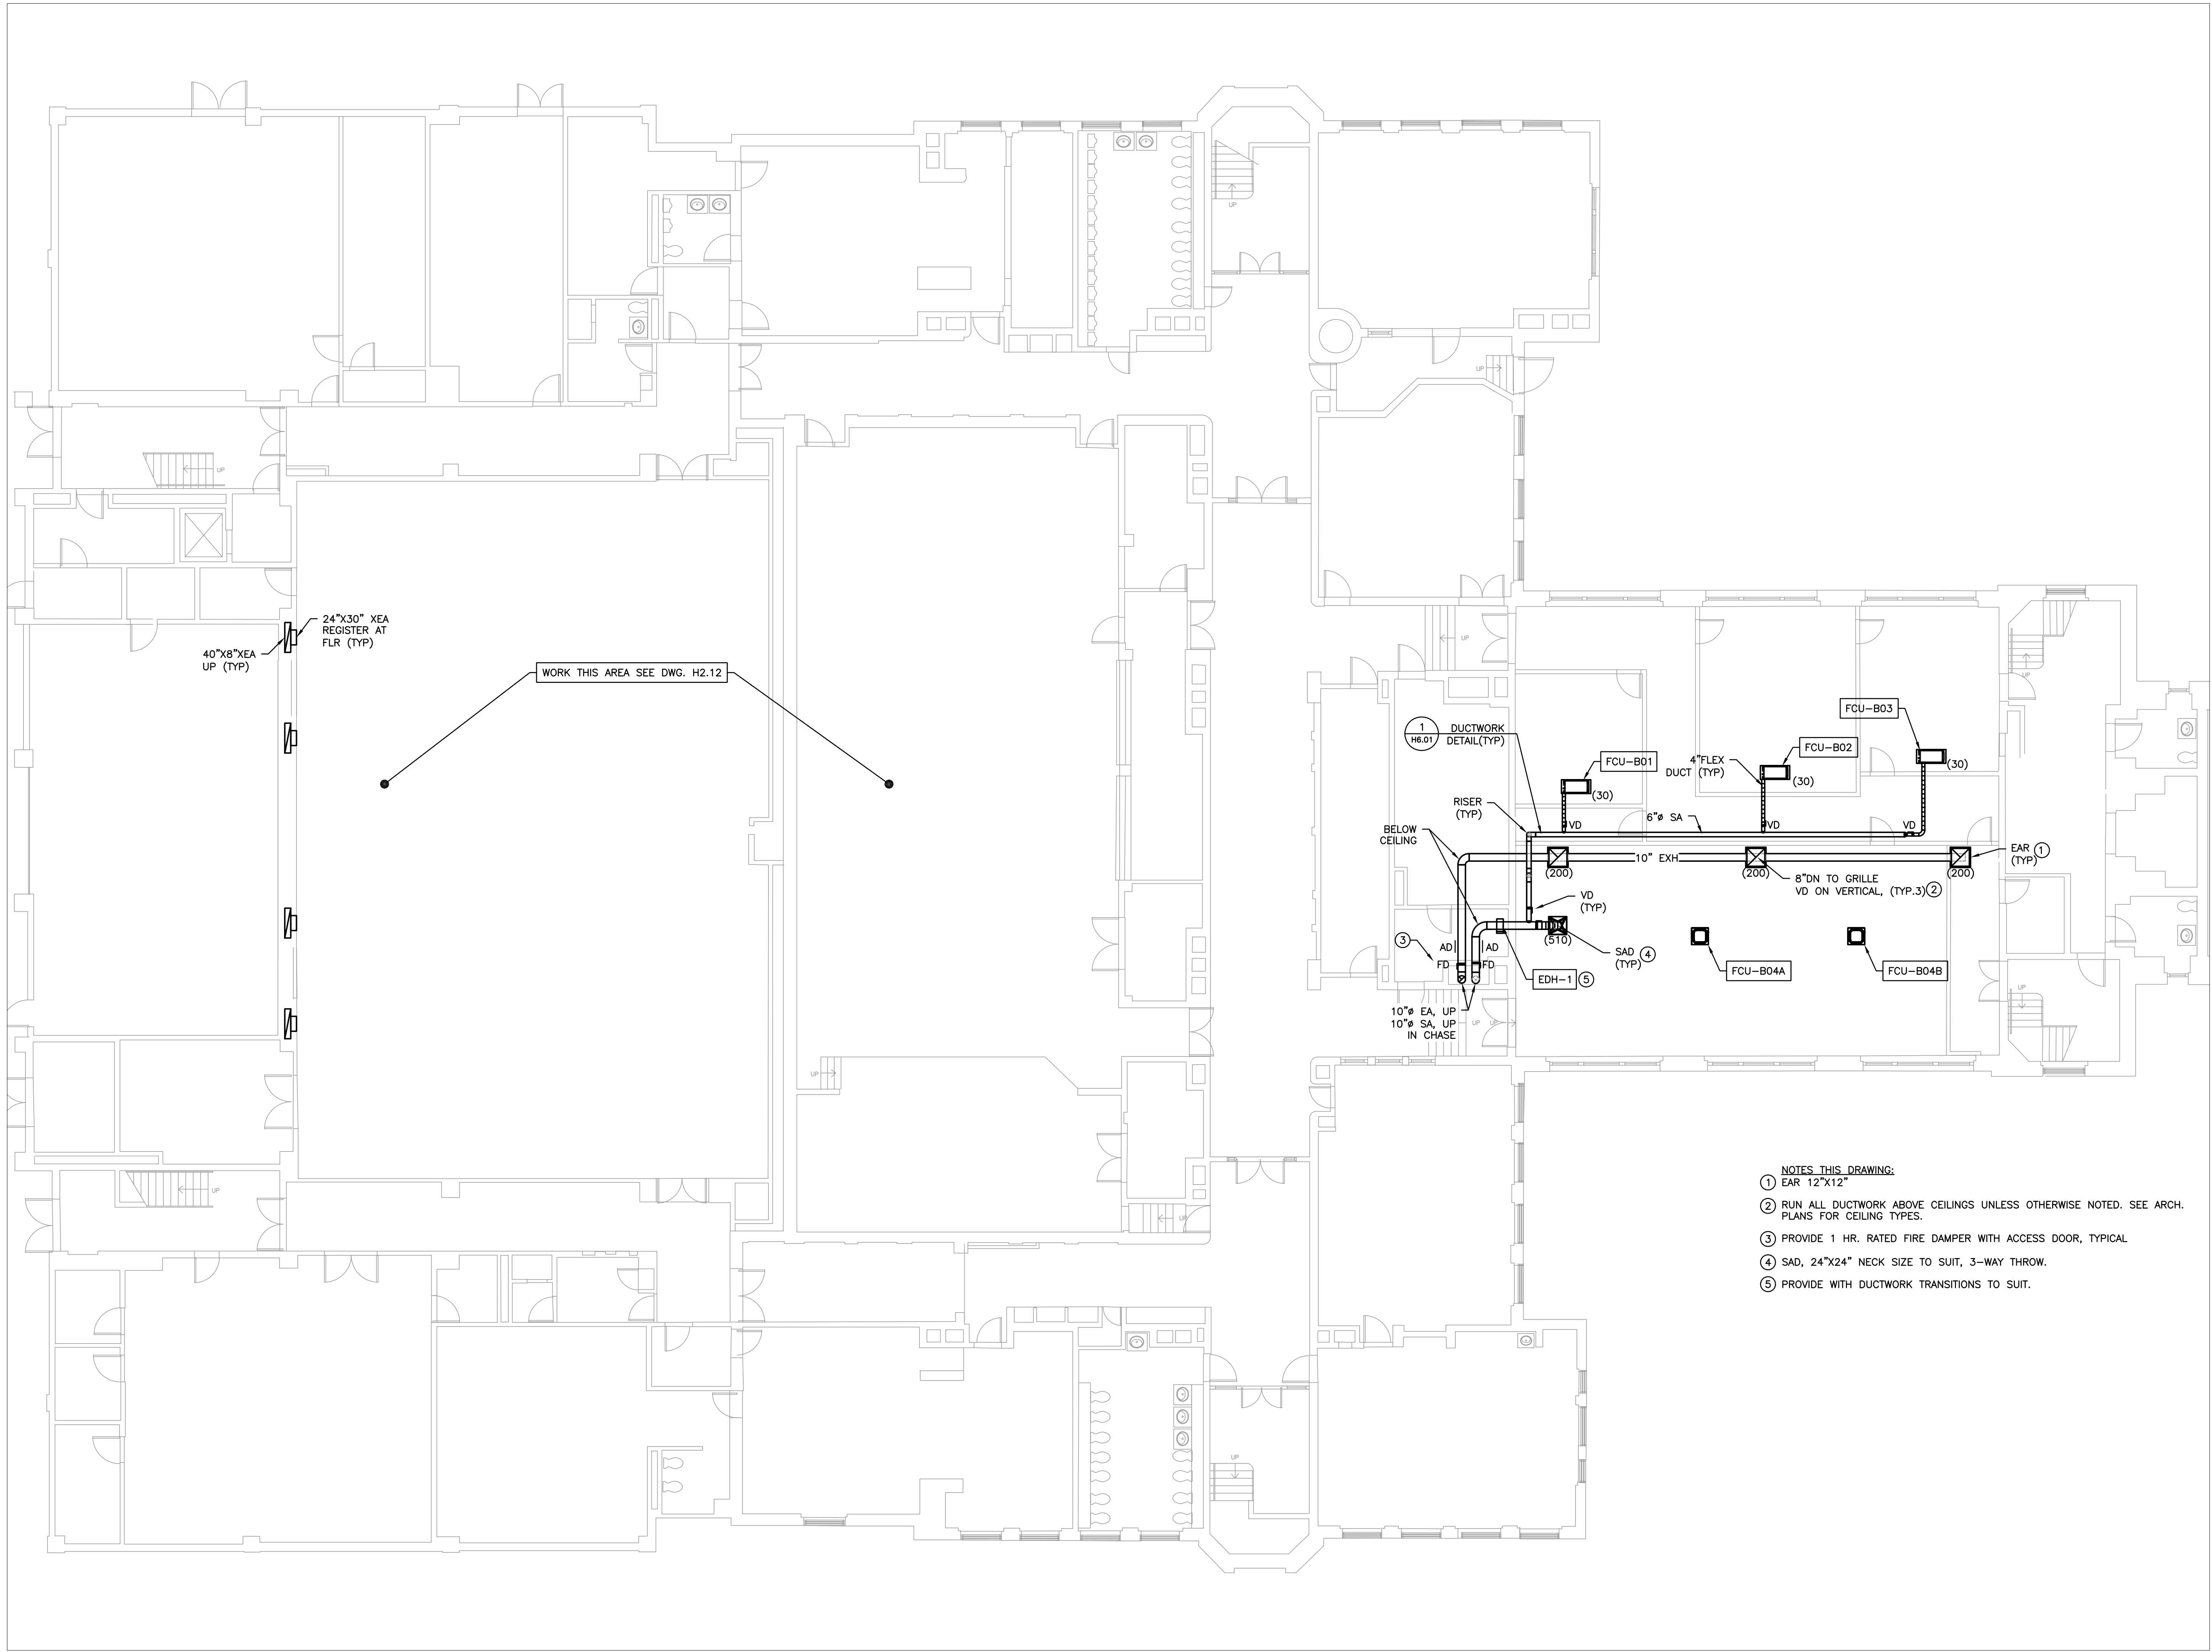 UP
UP
UP
24"X30" XEA
REGISTER AT
FLR (TYP)
40"X8"XEA
UP (TYP)
WORK THIS AREA SEE DWG. H2.12
UP
UP
FCU-B03
1
H6.01
DUCTWORK
DETAIL(TYP)
FCU-B01
FCU-B02
4"FLEX
DUCT (TYP)
(30)
(30)
(30)
RISER
(TYP)
6"ø SA
VD
VD
VD
BELOW
CEILING
10" EXH
EAR 1
(TYP)
(200)
(200)
(200)
8"DN TO GRILLE
VD ON VERTICAL, (TYP.3) 2
VD
(TYP)
(510)
3
AD
AD
SAD
(TYP) 4
FD
FD
FCU-B04A
FCU-B04B
EDH-1 5
UP
10"ø EA, UP
10"ø SA, UP
IN CHASE
UP
UP
UP
UP
UP
UP
NOTES THIS DRAWING:
1 EAR 12"X12"
2 RUN ALL DUCTWORK ABOVE CEILINGS UNLESS OTHERWISE NOTED. SEE ARCH.
PLANS FOR CEILING TYPES.
3 PROVIDE 1 HR. RATED FIRE DAMPER WITH ACCESS DOOR, TYPICAL
4 SAD, 24"X24" NECK SIZE TO SUIT, 3-WAY THROW.
5 PROVIDE WITH DUCTWORK TRANSITIONS TO SUIT.